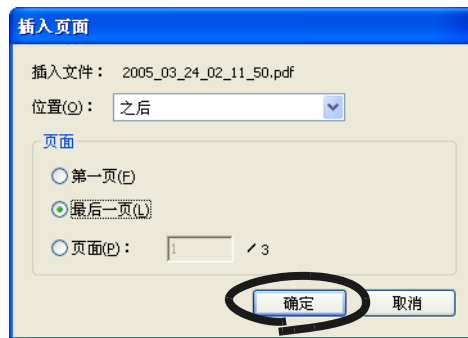 插入页面
插入文件： 2005_03_24_02_11_50.pdf
位置(O)： 之后
页面
第一页(F)
最后一页(L)
页面(P)： 1 / 3
确定 取消